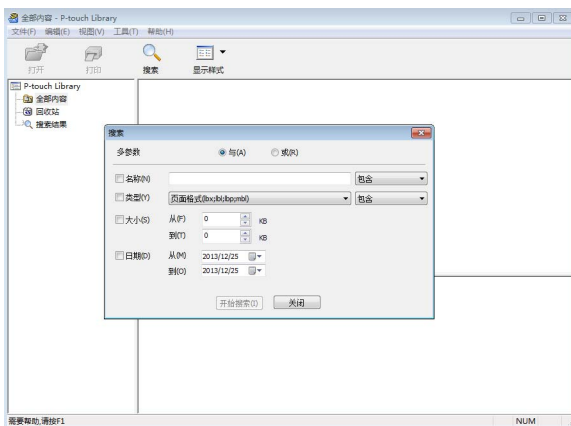 全部内容 - P-touch Library
文件(F) 编辑(E) 视图(V) 工具(T) 帮助(H)
打开 打印 搜索 显示样式
P-touch Library
全部内容
回收站
搜索结果
搜索
多参数 与(A) 或(R)
名称(N) 包含
类型(Y) 页面格式(lbx;lbl;lbp;mbl) 包含
大小(S) 从(F) 0 KB
到(T) 0 KB
日期(D) 从(M) 2013/12/25
到(O) 2013/12/25
开始搜索(I) 关闭
需要帮助,请按F1 NUM